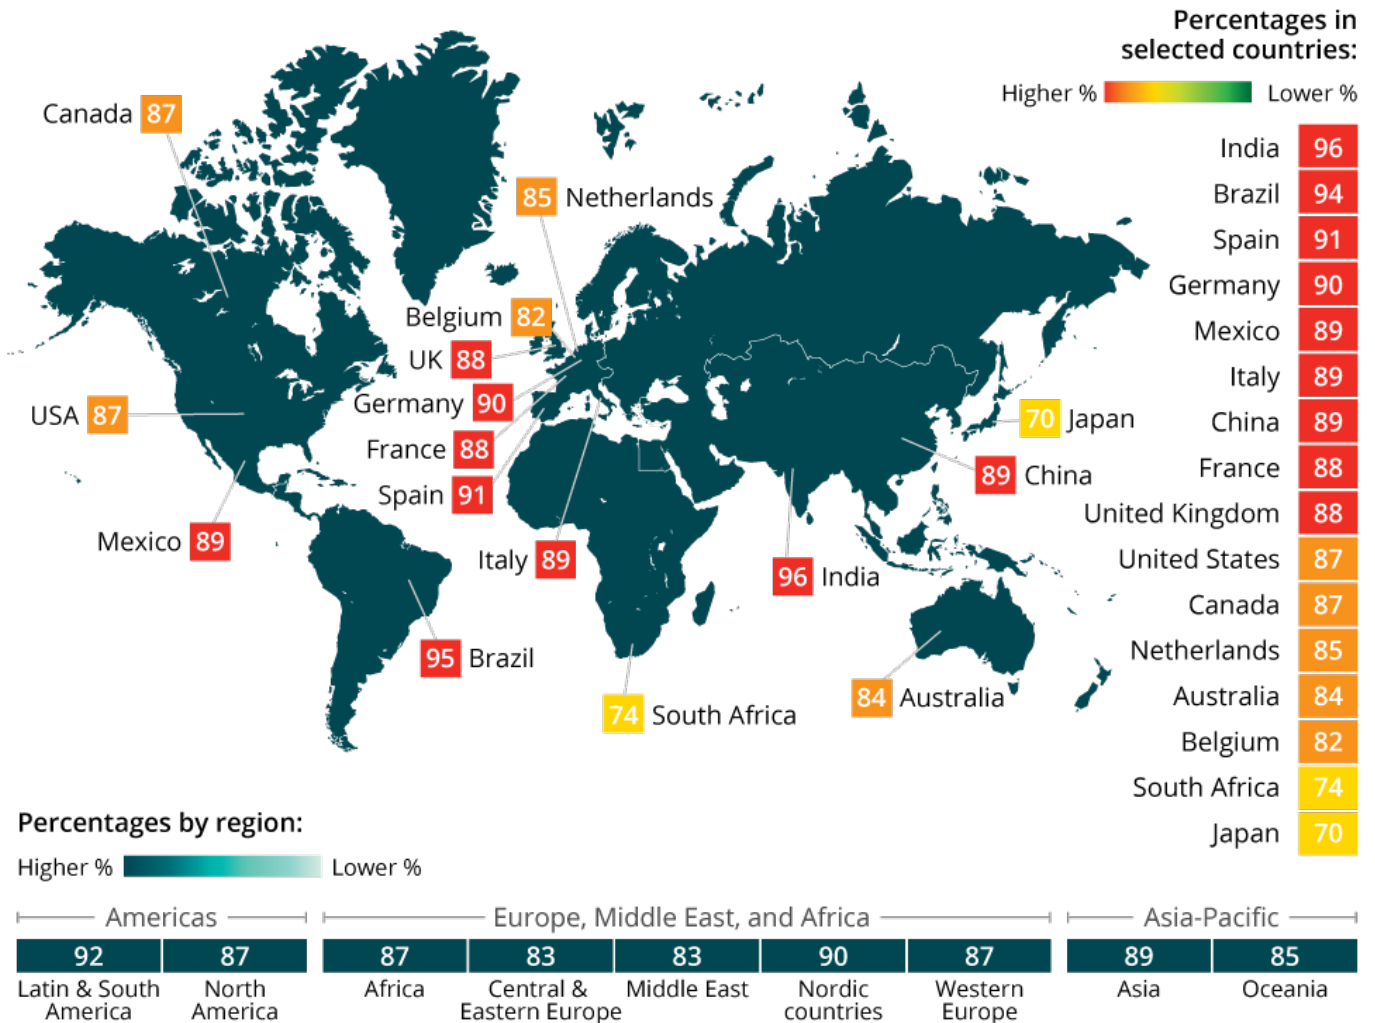 Percentages in
selected countries:
Higher %
Lower %
India 96
Brazil 94
Spain 91
Germany 90
Mexico 89
Italy 89
China 89
France 88
United Kingdom 88
United States 87
Canada 87
Netherlands 85
Australia 84
Belgium 82
South Africa 74
Japan 70
Canada 87
85 Netherlands
Belgium 82
UK 88
Germany 90
USA 87
France 88
Spain 91
Mexico 89
Italy 89
70 Japan
89 China
96 India
95 Brazil
84 Australia
74 South Africa
Percentages by region:
Higher %
Lower %
Americas
Europe, Middle East, and Africa
Asia-Pacific
92 87 87 83 83 90 87 89 85
Latin & South North Africa Central & Middle East Nordic Western Asia Oceania
America America Eastern Europe countries Europe